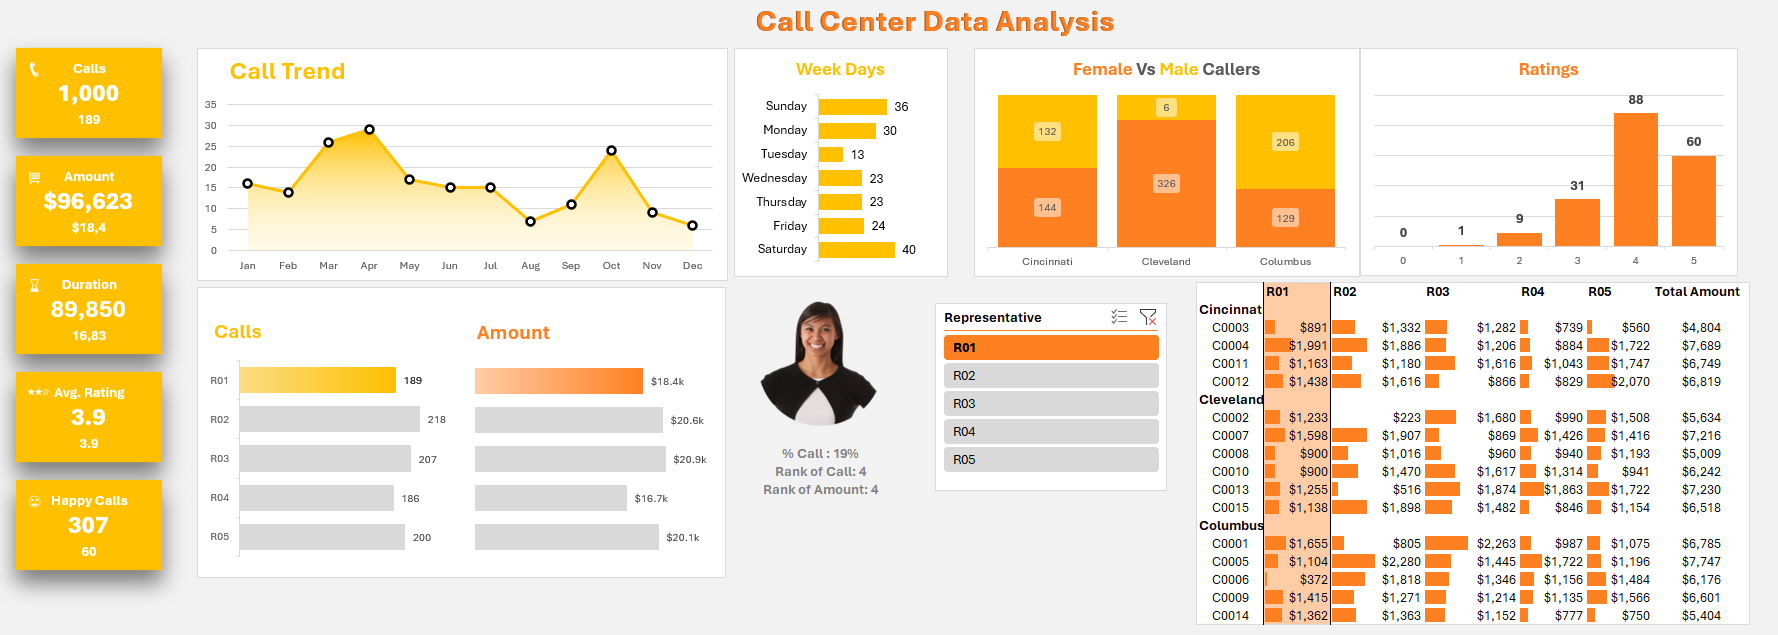 Call Center Data Analysis
Calls
1,000
189
Amount
$96,623
$18,4
Duration
89,850
16,83
Avg. Rating
3.9
3.9
Happy Calls
307
60
Call Trend
35
30
25
20
15
10
5
0
Jan Feb Mar Apr May Jun Jul Aug Sep Oct Nov Dec
Week Days
Sunday 36
Monday 30
Tuesday 13
Wednesday 23
Thursday 23
Friday 24
Saturday 40
Female Vs Male Callers
132 6 206
144 326 129
Cincinnati Cleveland Columbus
Ratings
0 1 9 31 88 60
0 1 2 3 4 5
Calls Amount
R01 189 $18.4k
R02 218 $20.6k
R03 207 $20.9k
R04 186 $16.7k
R05 200 $20.1k
% Call : 19%
Rank of Call: 4
Rank of Amount: 4
Representative
R01
R02
R03
R04
R05
R01 R02 R03 R04 R05 Total Amount
Cincinnat
C0003 $891 $1,332 $1,282 $739 $560 $4,804
C0004 $1,991 $1,886 $1,206 $884 $1,722 $7,689
C0011 $1,163 $1,180 $1,616 $1,043 $1,747 $6,749
C0012 $1,438 $1,616 $866 $829 $2,070 $6,819
Cleveland
C0002 $1,233 $223 $1,680 $990 $1,508 $5,634
C0007 $1,598 $1,907 $869 $1,426 $1,416 $7,216
C0008 $900 $1,016 $960 $940 $1,193 $5,009
C0010 $900 $1,470 $1,617 $1,314 $941 $6,242
C0013 $1,255 $516 $1,874 $1,863 $1,722 $7,230
C0015 $1,138 $1,898 $1,482 $846 $1,154 $6,518
Columbus
C0001 $1,655 $805 $2,263 $987 $1,075 $6,785
C0005 $1,104 $2,280 $1,445 $1,722 $1,196 $7,747
C0006 $372 $1,818 $1,346 $1,156 $1,484 $6,176
C0009 $1,415 $1,271 $1,214 $1,135 $1,566 $6,601
C0014 $1,362 $1,363 $1,152 $777 $750 $5,404